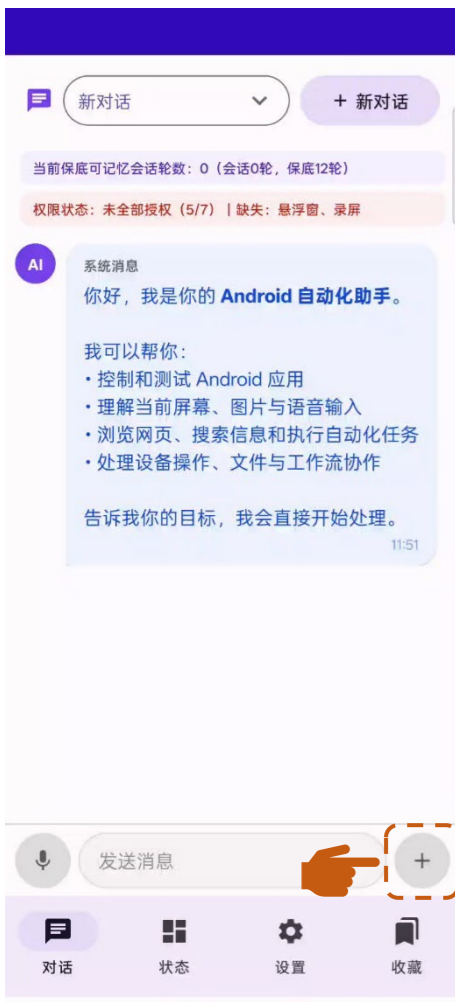 新对话
+ 新对话
当前保底可记忆会话轮数：0（会话0轮，保底12轮）
权限状态：未全部授权（5/7）| 缺失：悬浮窗、录屏
AI
系统消息
你好，我是你的 Android 自动化助手。
我可以帮你：
• 控制和测试 Android 应用
• 理解当前屏幕、图片与语音输入
• 浏览网页、搜索信息和执行自动化任务
• 处理设备操作、文件与工作流协作
告诉我你的目标，我会直接开始处理。
11:51
发送消息
+
对话 状态 设置 收藏